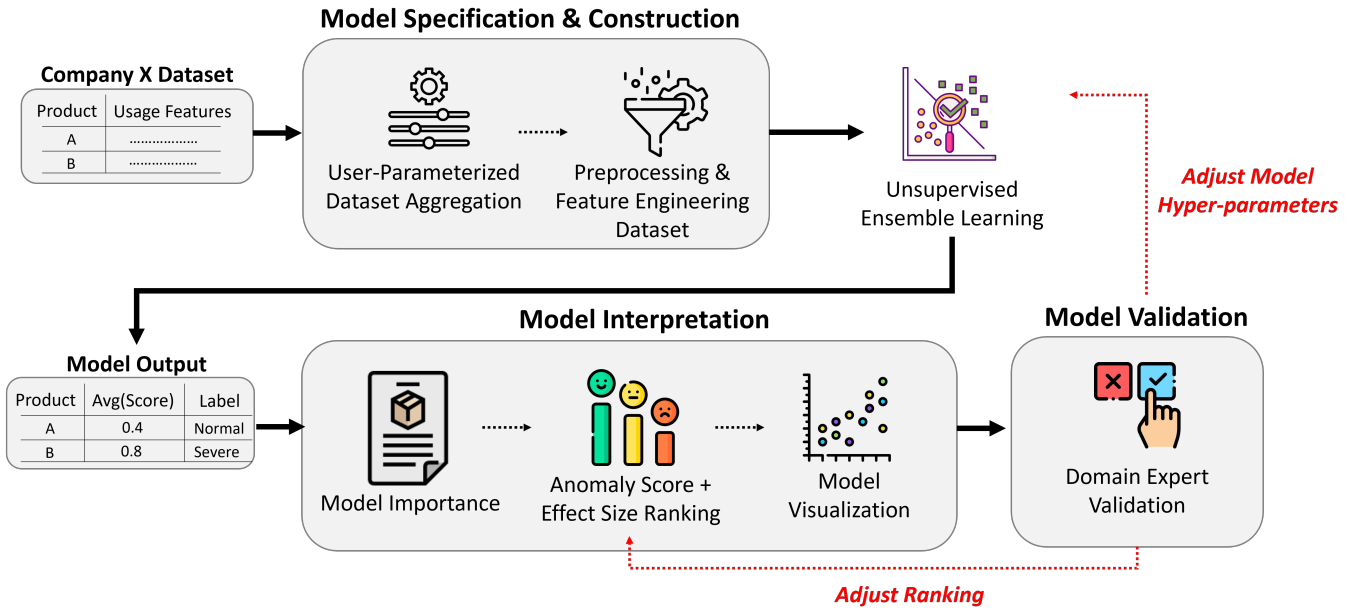 Model Specification & Construction
Company X Dataset
Product Usage Features
A ..................
B ..................
User-Parameterized
Dataset Aggregation
Preprocessing &
Feature Engineering
Dataset
Unsupervised
Ensemble Learning
Adjust Model
Hyper-parameters
Model Output
Product Avg(Score) Label
A 0.4 Normal
B 0.8 Severe
Model Interpretation
Model Importance
Anomaly Score +
Effect Size Ranking
Model
Visualization
Model Validation
Domain Expert
Validation
Adjust Ranking